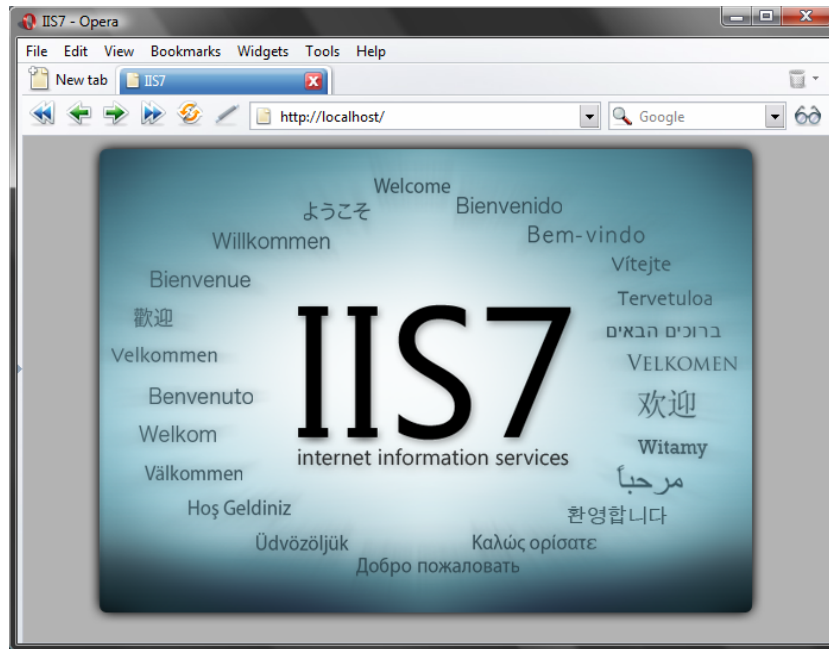 IIS7 - Opera
File Edit View Bookmarks Widgets Tools Help
New tab IIS7
http://localhost/ Google
Welcome
ようこそ Bienvenido
Willkommen Bem-vindo
Bienvenue Vítejte
歡迎 Tervetuloa
ברוכים הבאים
Velkommen VELKOMEN
Benvenuto 欢迎
Welkom Witamy
Välkommen مرحباً
Hoş Geldiniz 환영합니다
Üdvözöljük Καλώς ορίσατε
Добро пожаловать
IIS7
internet information services